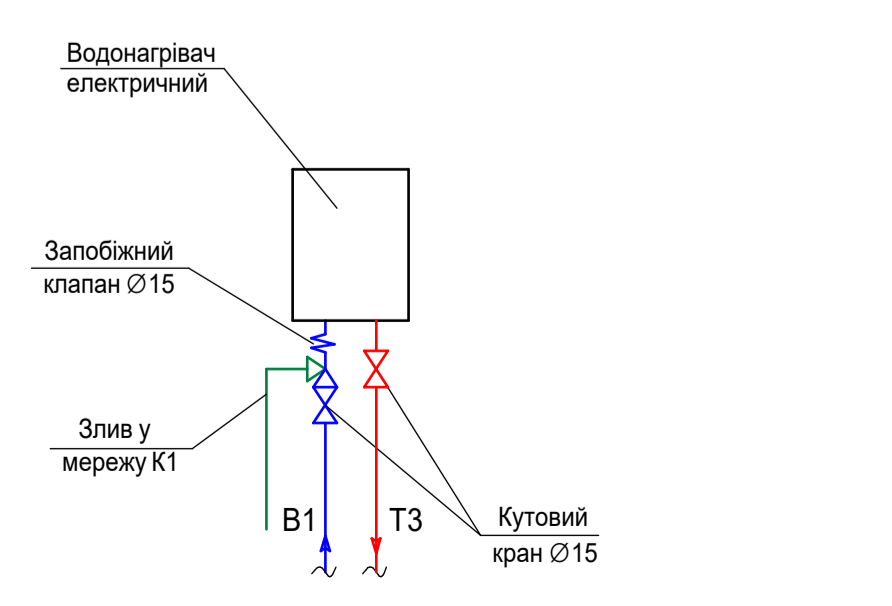 Водонагрівач
електричний
Запобіжний
клапан ∅15
Злив у
мережу К1
В1
Т3
Кутовий
кран ∅15